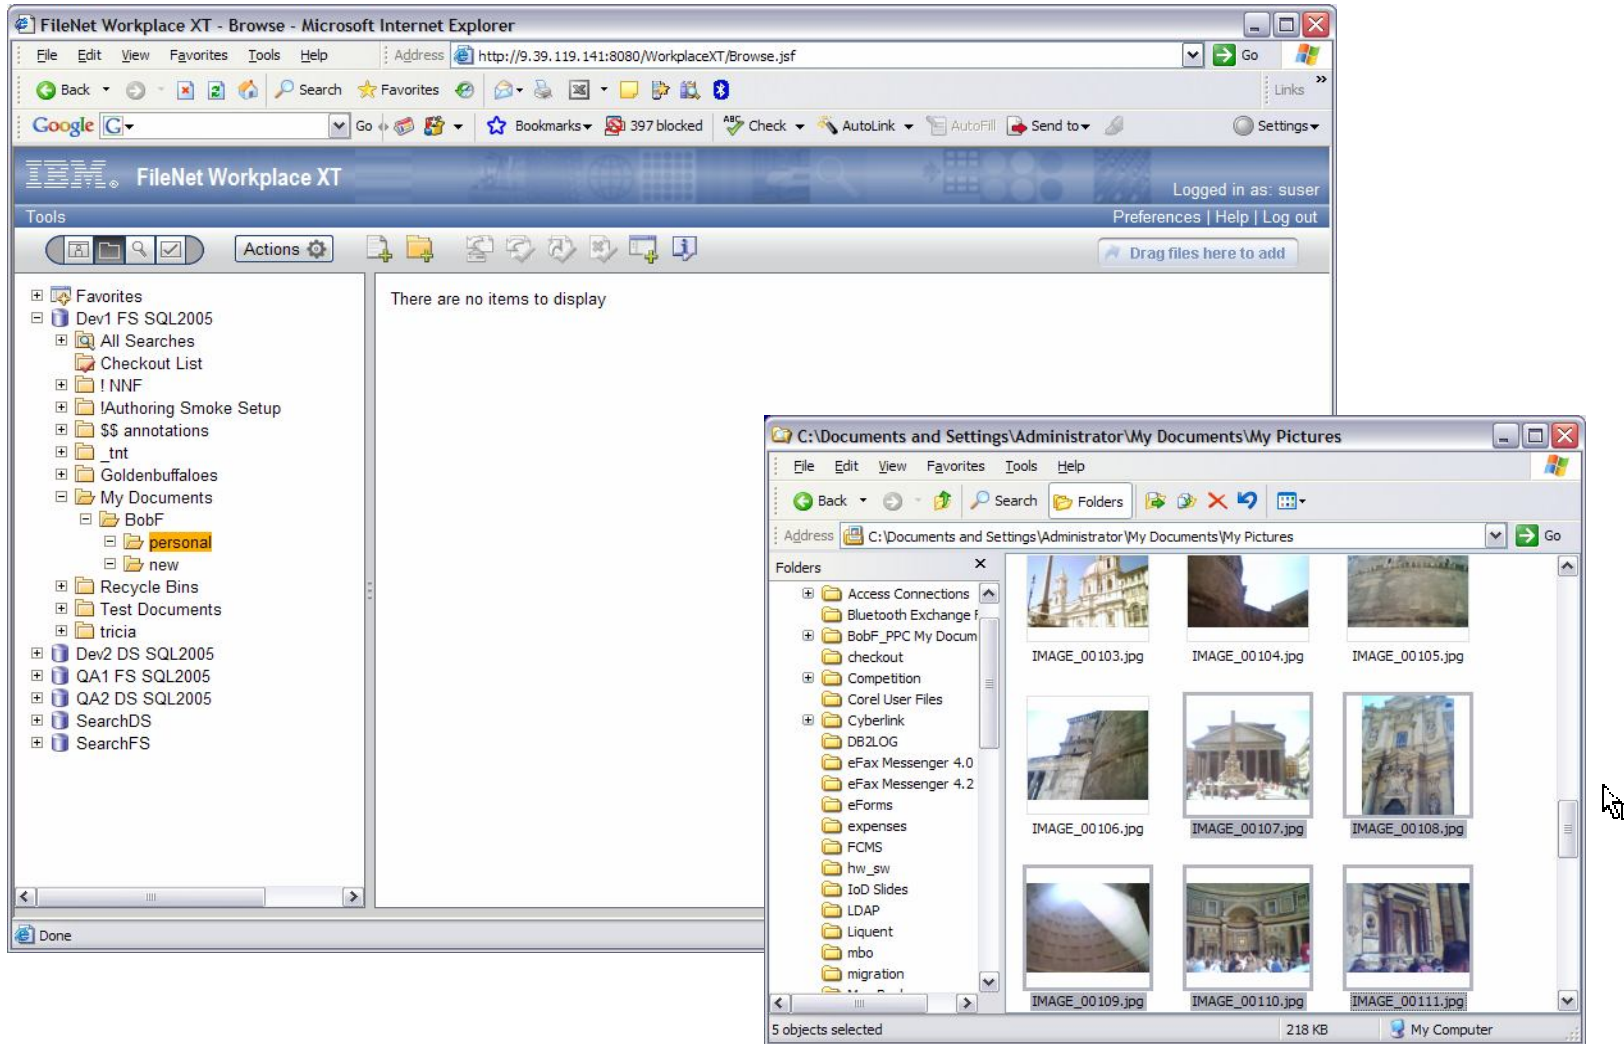 FileNet Workplace XT - Browse - Microsoft Internet Explorer
File Edit View Favorites Tools Help Address http://9.39.119.141:8080/WorkplaceXT/Browse.jsf Go
Back Search Favorites Links »
Google G Go 397 blocked Bookmarks ABC Check AutoLink AutoFill Send to Settings
IBM® FileNet Workplace XT
Logged in as: suser
Tools Preferences | Help | Log out
Actions Drag files here to add
Favorites
Dev1 FS SQL2005
All Searches
Checkout List
! NNF
!Authoring Smoke Setup
$$ annotations
_tnt
Goldenbuffaloes
My Documents
BobF
personal
new
Recycle Bins
Test Documents
tricia
Dev2 DS SQL2005
QA1 FS SQL2005
QA2 DS SQL2005
SearchDS
SearchFS
There are no items to display
Done
C:\Documents and Settings\Administrator\My Documents\My Pictures
File Edit View Favorites Tools Help
Back Search Folders
Address C:\Documents and Settings\Administrator\My Documents\My Pictures Go
Folders
Access Connections
Bluetooth Exchange F
BobF_PPC My Docum
checkout
Competition
Corel User Files
Cyberlink
DB2LOG
eFax Messenger 4.0
eFax Messenger 4.2
eForms
expenses
FCMS
hw_sw
IoD Slides
LDAP
Liquent
mbo
migration
IMAGE_00103.jpg IMAGE_00104.jpg IMAGE_00105.jpg
IMAGE_00106.jpg IMAGE_00107.jpg IMAGE_00108.jpg
IMAGE_00109.jpg IMAGE_00110.jpg IMAGE_00111.jpg
5 objects selected 218 KB My Computer